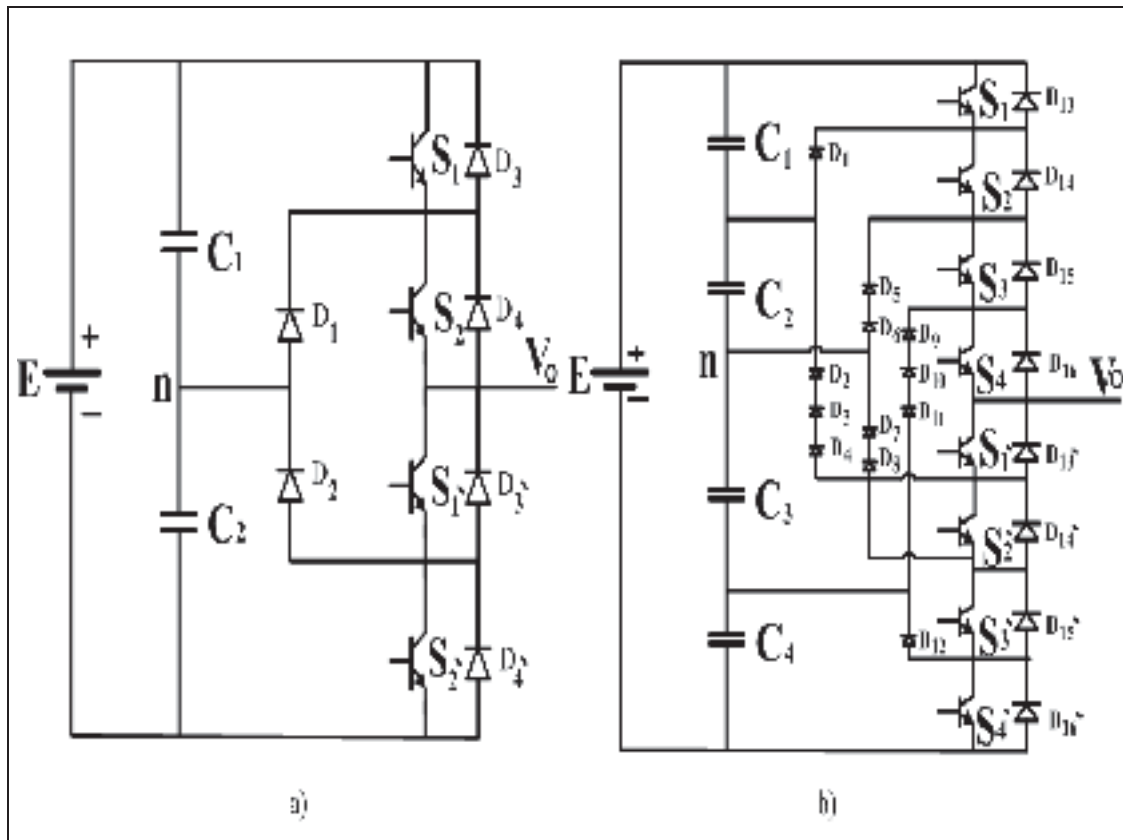 S1 D3
C1
D1
S2 D4
+
E
n
Vo
−
D2
S1` D3`
C2
S2` D4`
a)
S1 D13
C1 D1
S2 D14
S3 D15
C2 D5
D6 D9
+
E
n
D2 D10 S4 D16 Vo
−
D3 D11
D4 D7 S1` D13`
D8
C3 S2` D14`
S3` D15`
C4 D12
S4` D16`
b)